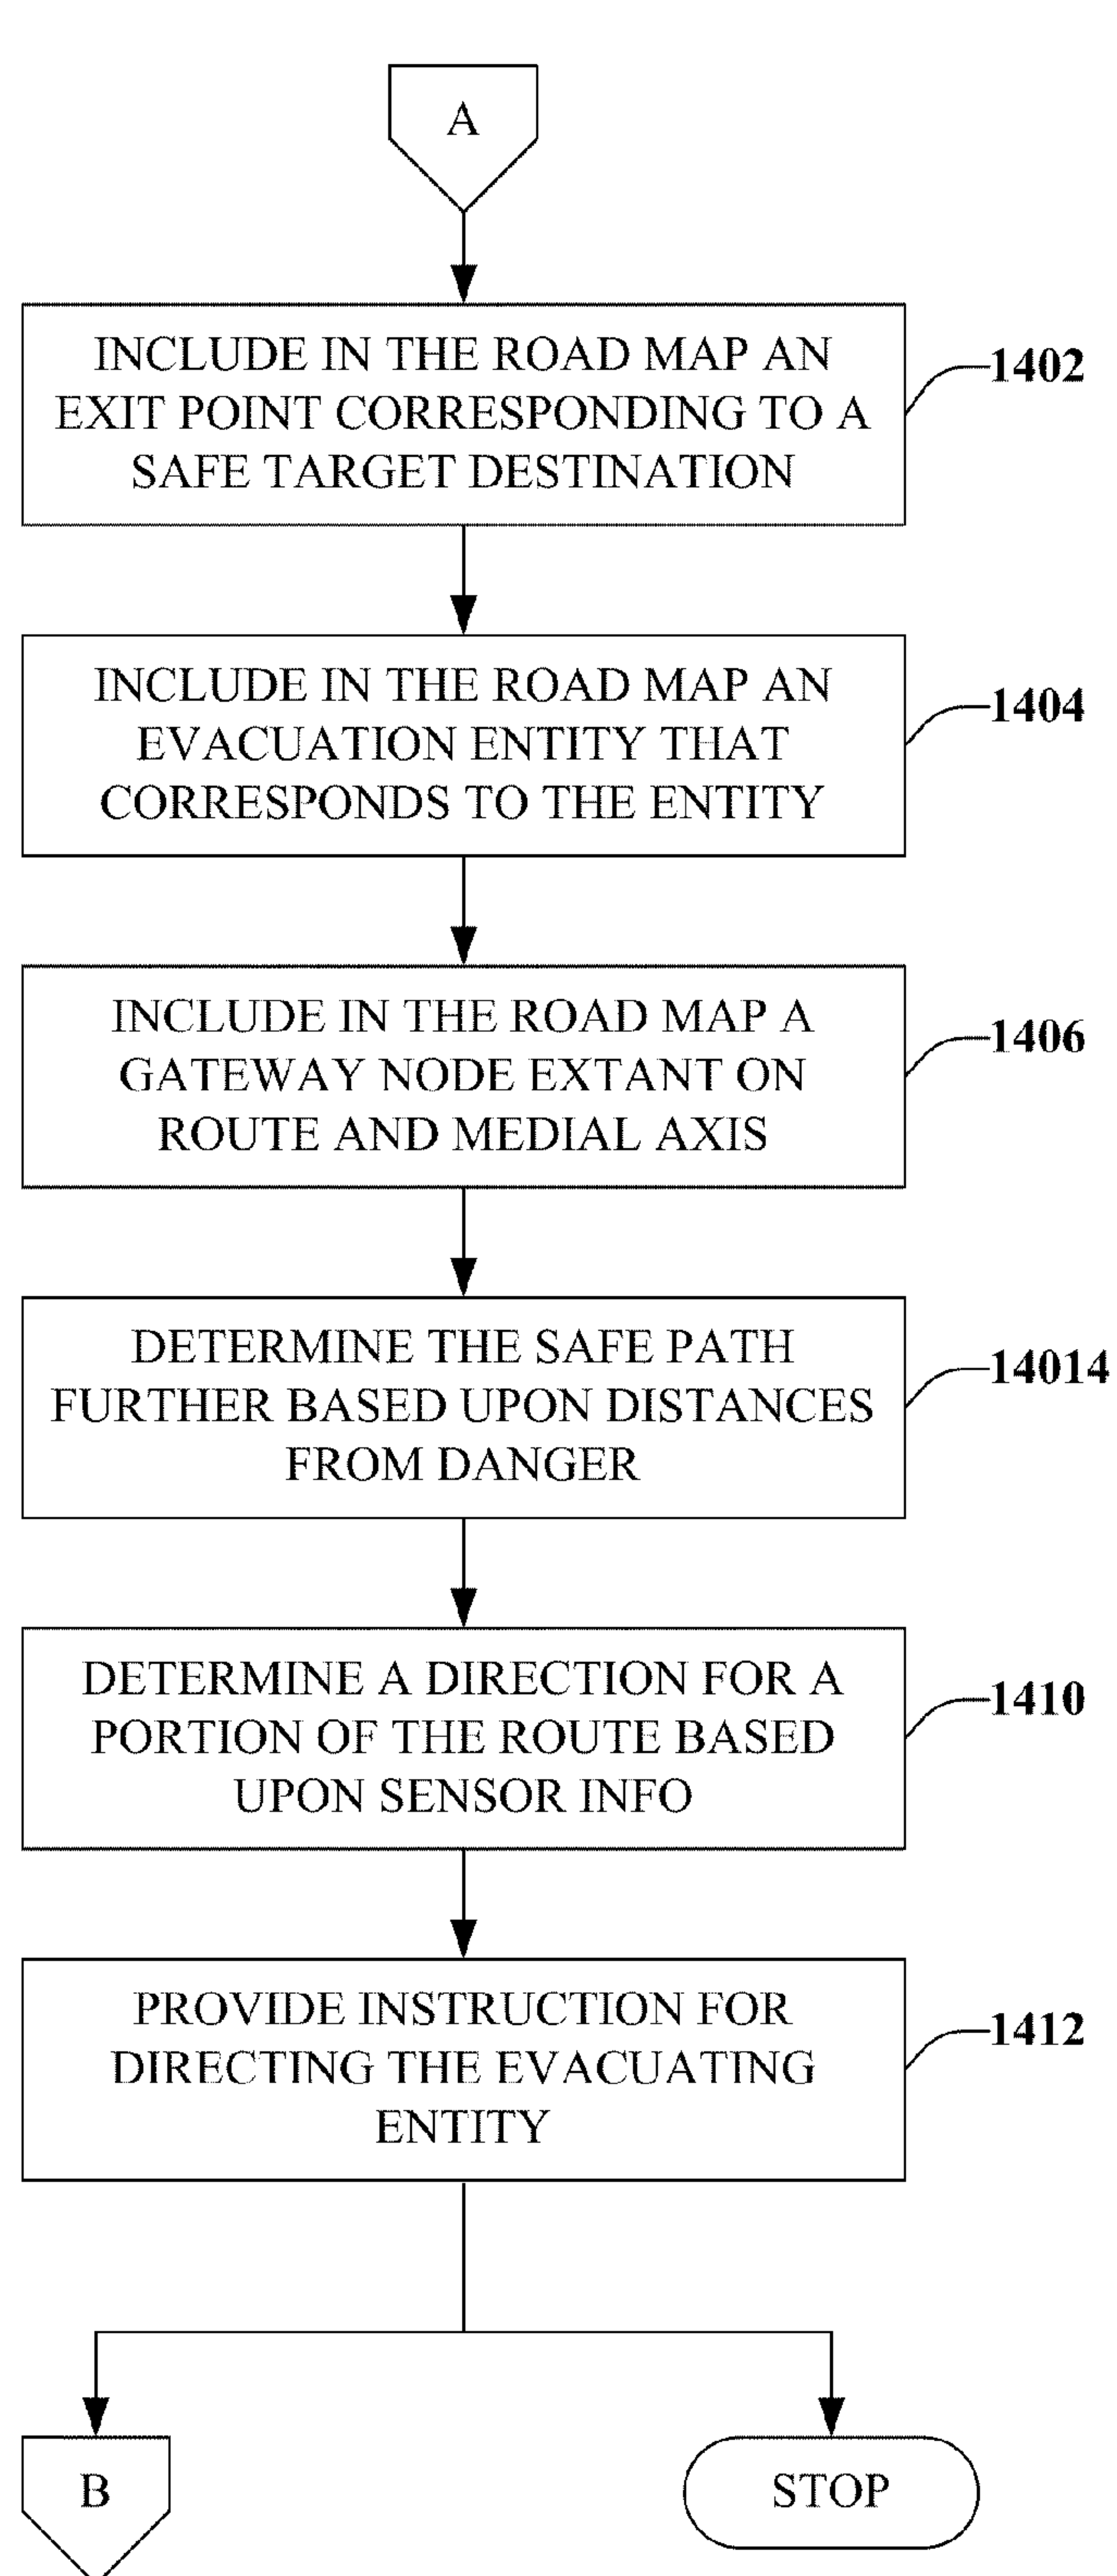 A
INCLUDE IN THE ROAD MAP AN
EXIT POINT CORRESPONDING TO A
SAFE TARGET DESTINATION
1402
INCLUDE IN THE ROAD MAP AN
EVACUATION ENTITY THAT
CORRESPONDS TO THE ENTITY
1404
INCLUDE IN THE ROAD MAP A
GATEWAY NODE EXTANT ON
ROUTE AND MEDIAL AXIS
1406
DETERMINE THE SAFE PATH
FURTHER BASED UPON DISTANCES
FROM DANGER
14014
DETERMINE A DIRECTION FOR A
PORTION OF THE ROUTE BASED
UPON SENSOR INFO
1410
PROVIDE INSTRUCTION FOR
DIRECTING THE EVACUATING
ENTITY
1412
B
STOP